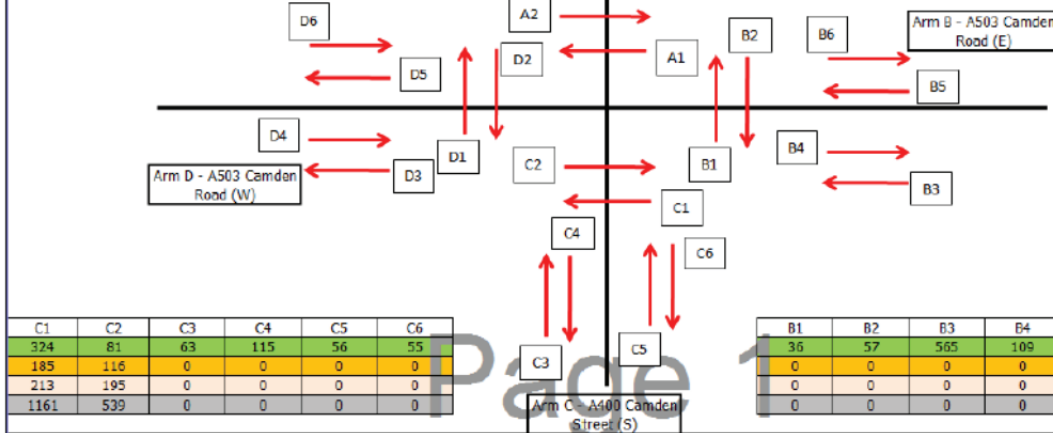 D6
A2
D2
A1
B2
B6
Arm B - A503 Camden
Road (E)
D5
B5
D4
D1
C2
B1
B4
Arm D - A503 Camden
Road (W)
D3
B3
C4
C1
C6
C3
C5
Arm C - A400 Camden
Street (S)
Page 1
C1 C2 C3 C4 C5 C6
324 81 63 115 56 55
185 116 0 0 0 0
213 195 0 0 0 0
1161 539 0 0 0 0
B1 B2 B3 B4
36 57 565 109
0 0 0 0
0 0 0 0
0 0 0 0